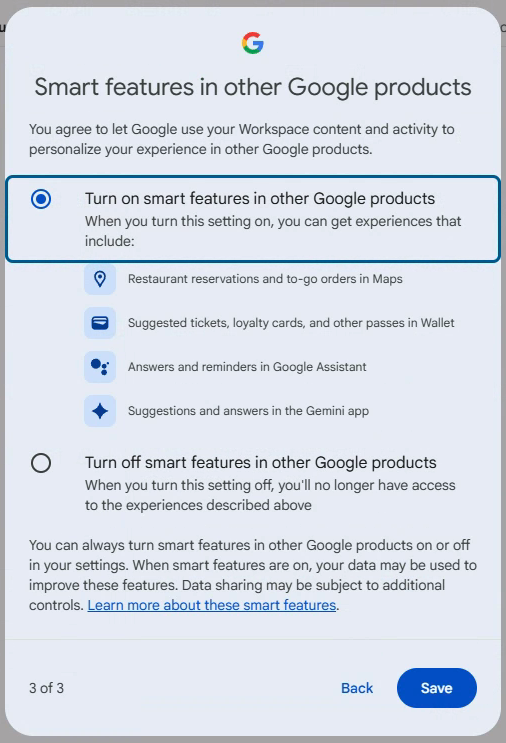 Smart features in other Google products
You agree to let Google use your Workspace content and activity to
personalize your experience in other Google products.
Turn on smart features in other Google products
When you turn this setting on, you can get experiences that
include:
Restaurant reservations and to-go orders in Maps
Suggested tickets, loyalty cards, and other passes in Wallet
Answers and reminders in Google Assistant
Suggestions and answers in the Gemini app
Turn off smart features in other Google products
When you turn this setting off, you'll no longer have access
to the experiences described above
You can always turn smart features in other Google products on or off
in your settings. When smart features are on, your data may be used to
improve these features. Data sharing may be subject to additional
controls. Learn more about these smart features.
3 of 3
Back
Save